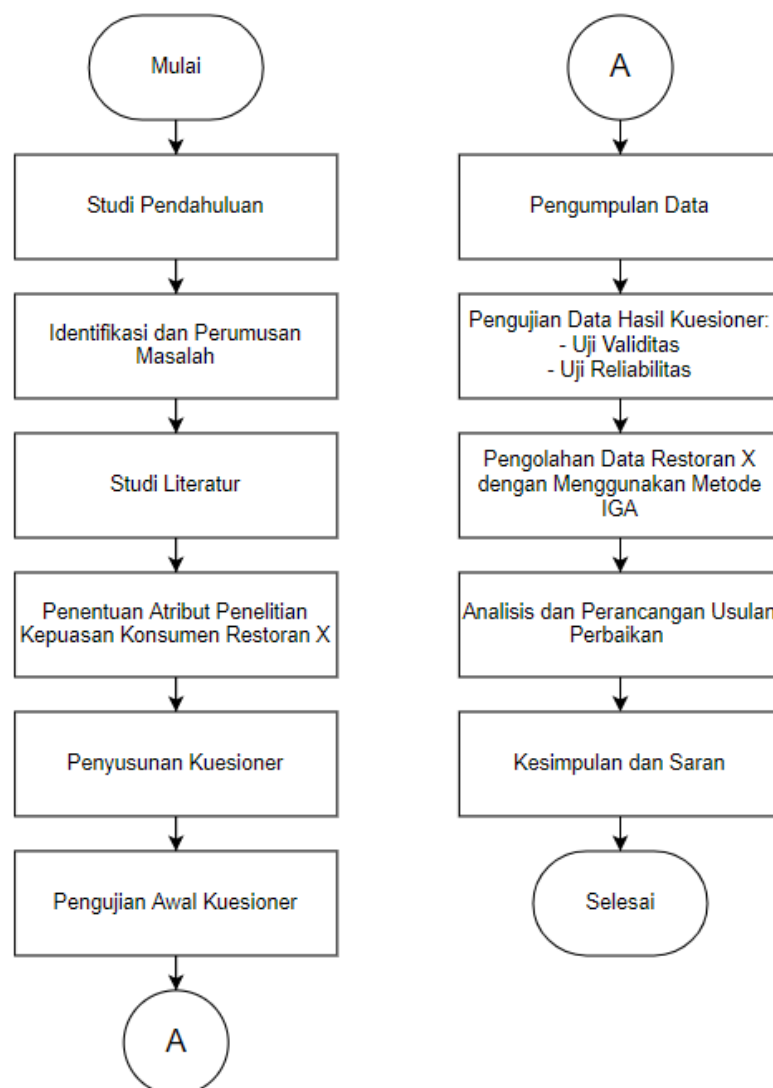 Mulai
Studi Pendahuluan
Identifikasi dan Perumusan
Masalah
Studi Literatur
Penentuan Atribut Penelitian
Kepuasan Konsumen Restoran X
Penyusunan Kuesioner
Pengujian Awal Kuesioner
A
A
Pengumpulan Data
Pengujian Data Hasil Kuesioner:
- Uji Validitas
- Uji Reliabilitas
Pengolahan Data Restoran X
dengan Menggunakan Metode
IGA
Analisis dan Perancangan Usulan
Perbaikan
Kesimpulan dan Saran
Selesai